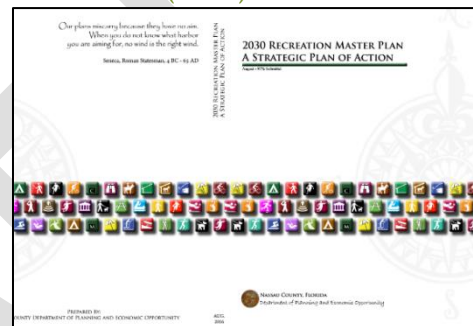 Our plans miscarry because they have no aim.
When you do not know what harbor
you are aiming for, no wind is the right wind.
Seneca, Roman Statesman, 4 BC - 65 AD
2030 RECREATION MASTER PLAN
A STRATEGIC PLAN OF ACTION
2030 RECREATION MASTER PLAN
A STRATEGIC PLAN OF ACTION
PREPARED BY:
COUNTY DEPARTMENT OF PLANNING AND ECONOMIC OPPORTUNITY
AUG.
2016
NASSAU COUNTY, FLORIDA
Department of Planning and Economic Opportunity